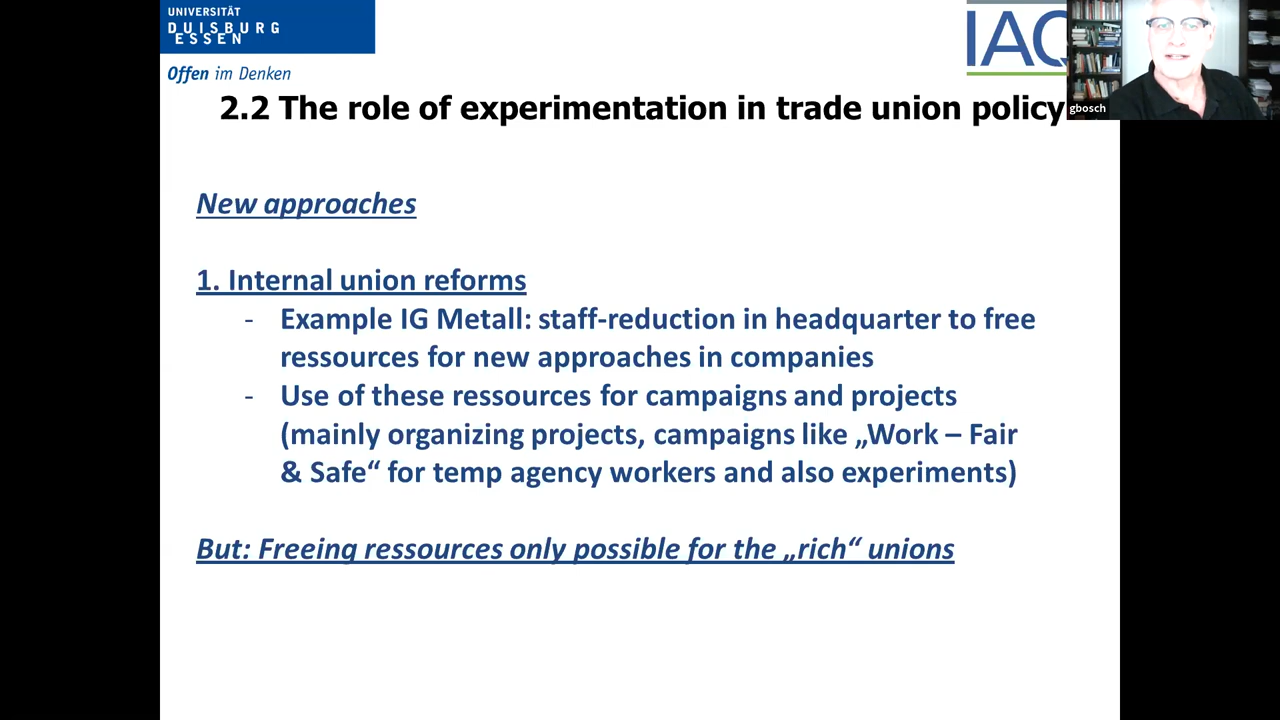 UNIVERSITÄT
DUISBURG
ESSEN
Offen im Denken
IAQ
gbosch
2.2 The role of experimentation in trade union policy
New approaches
1. Internal union reforms
- Example IG Metall: staff-reduction in headquarter to free
ressources for new approaches in companies
- Use of these ressources for campaigns and projects
(mainly organizing projects, campaigns like „Work – Fair
& Safe“ for temp agency workers and also experiments)
But: Freeing ressources only possible for the „rich“ unions